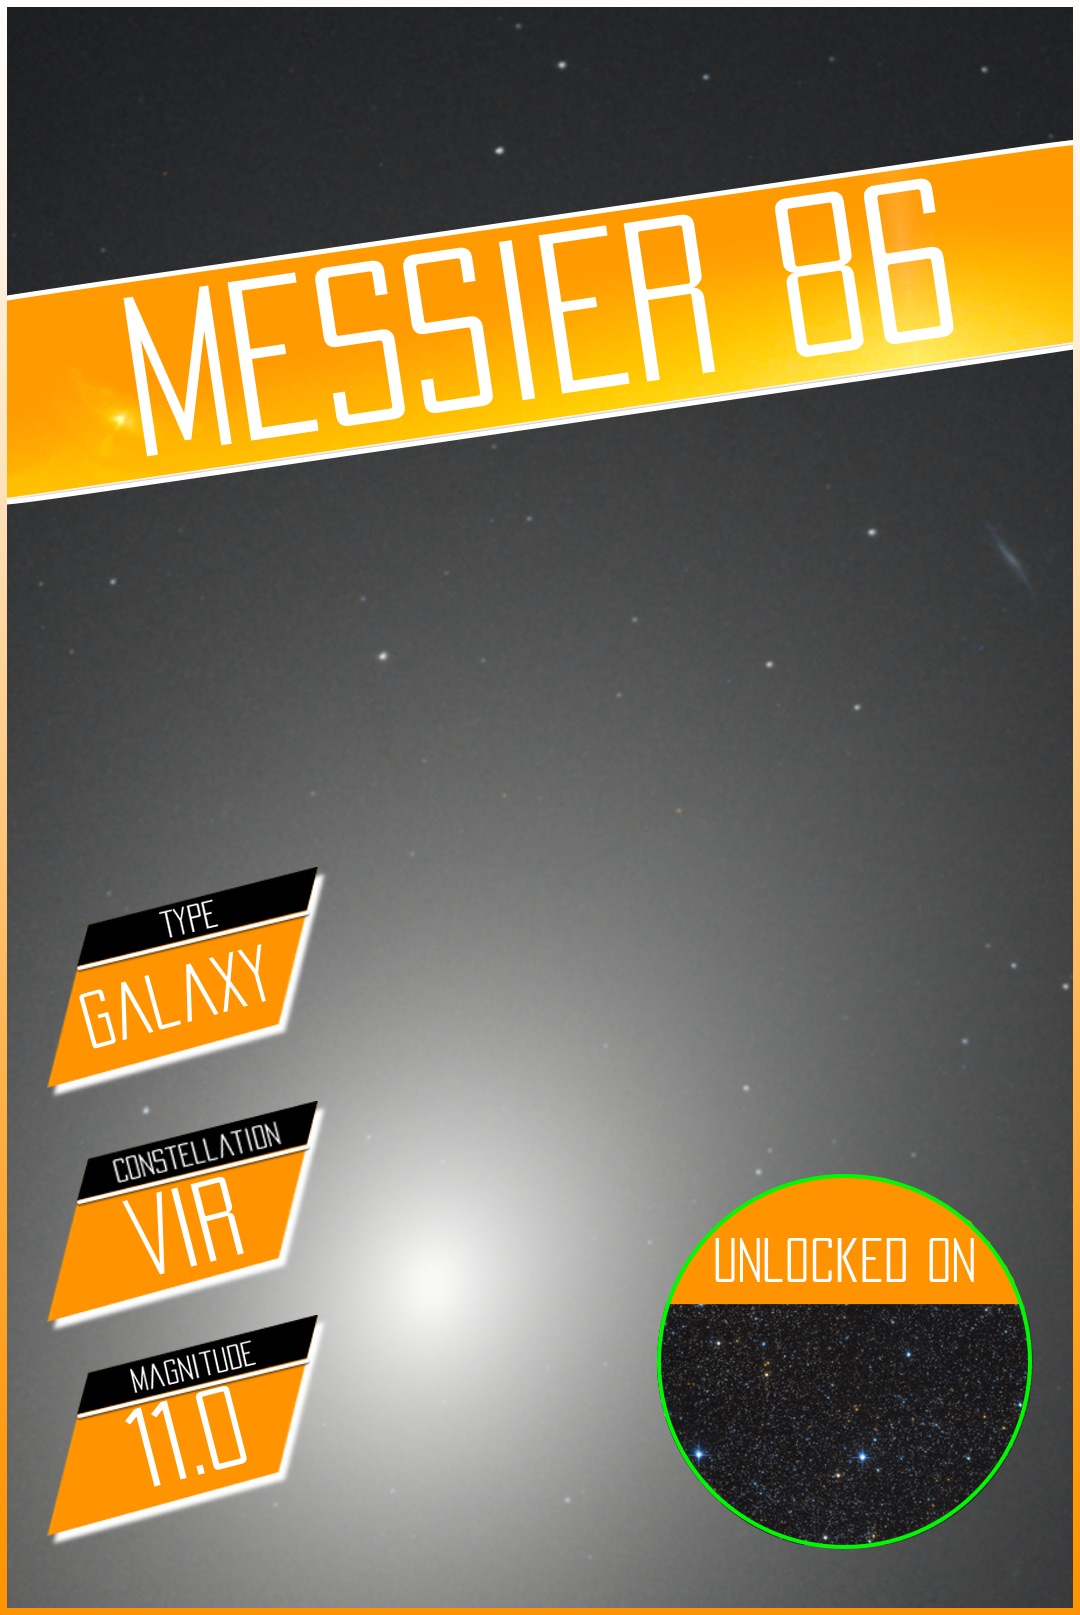 MESSIER 86
TYPE
GALAXY
CONSTELLATION
VIR
MAGNITUDE
11.0
UNLOCKED ON